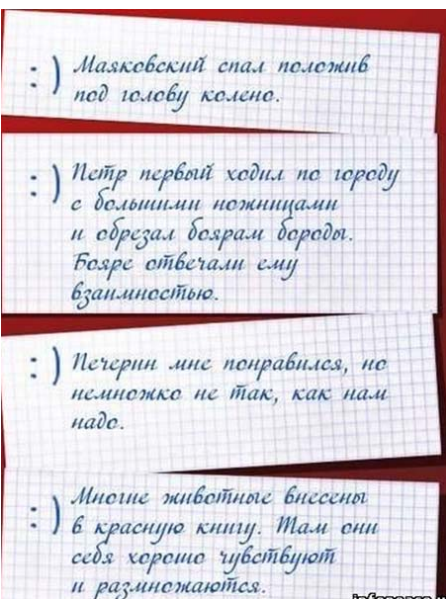 :) Маяковский спал положив
под голову колено.
:) Петр первый ходил по городу
с большими ножницами
и обрезал боярам бороды.
Бояре отвечали ему
взаимностью.
:) Печерин мне понравился, но
немножко не так, как нам
надо.
:) Многие животные внесены
в красную книгу. Там они
себя хорошо чувствуют
и размножаются.